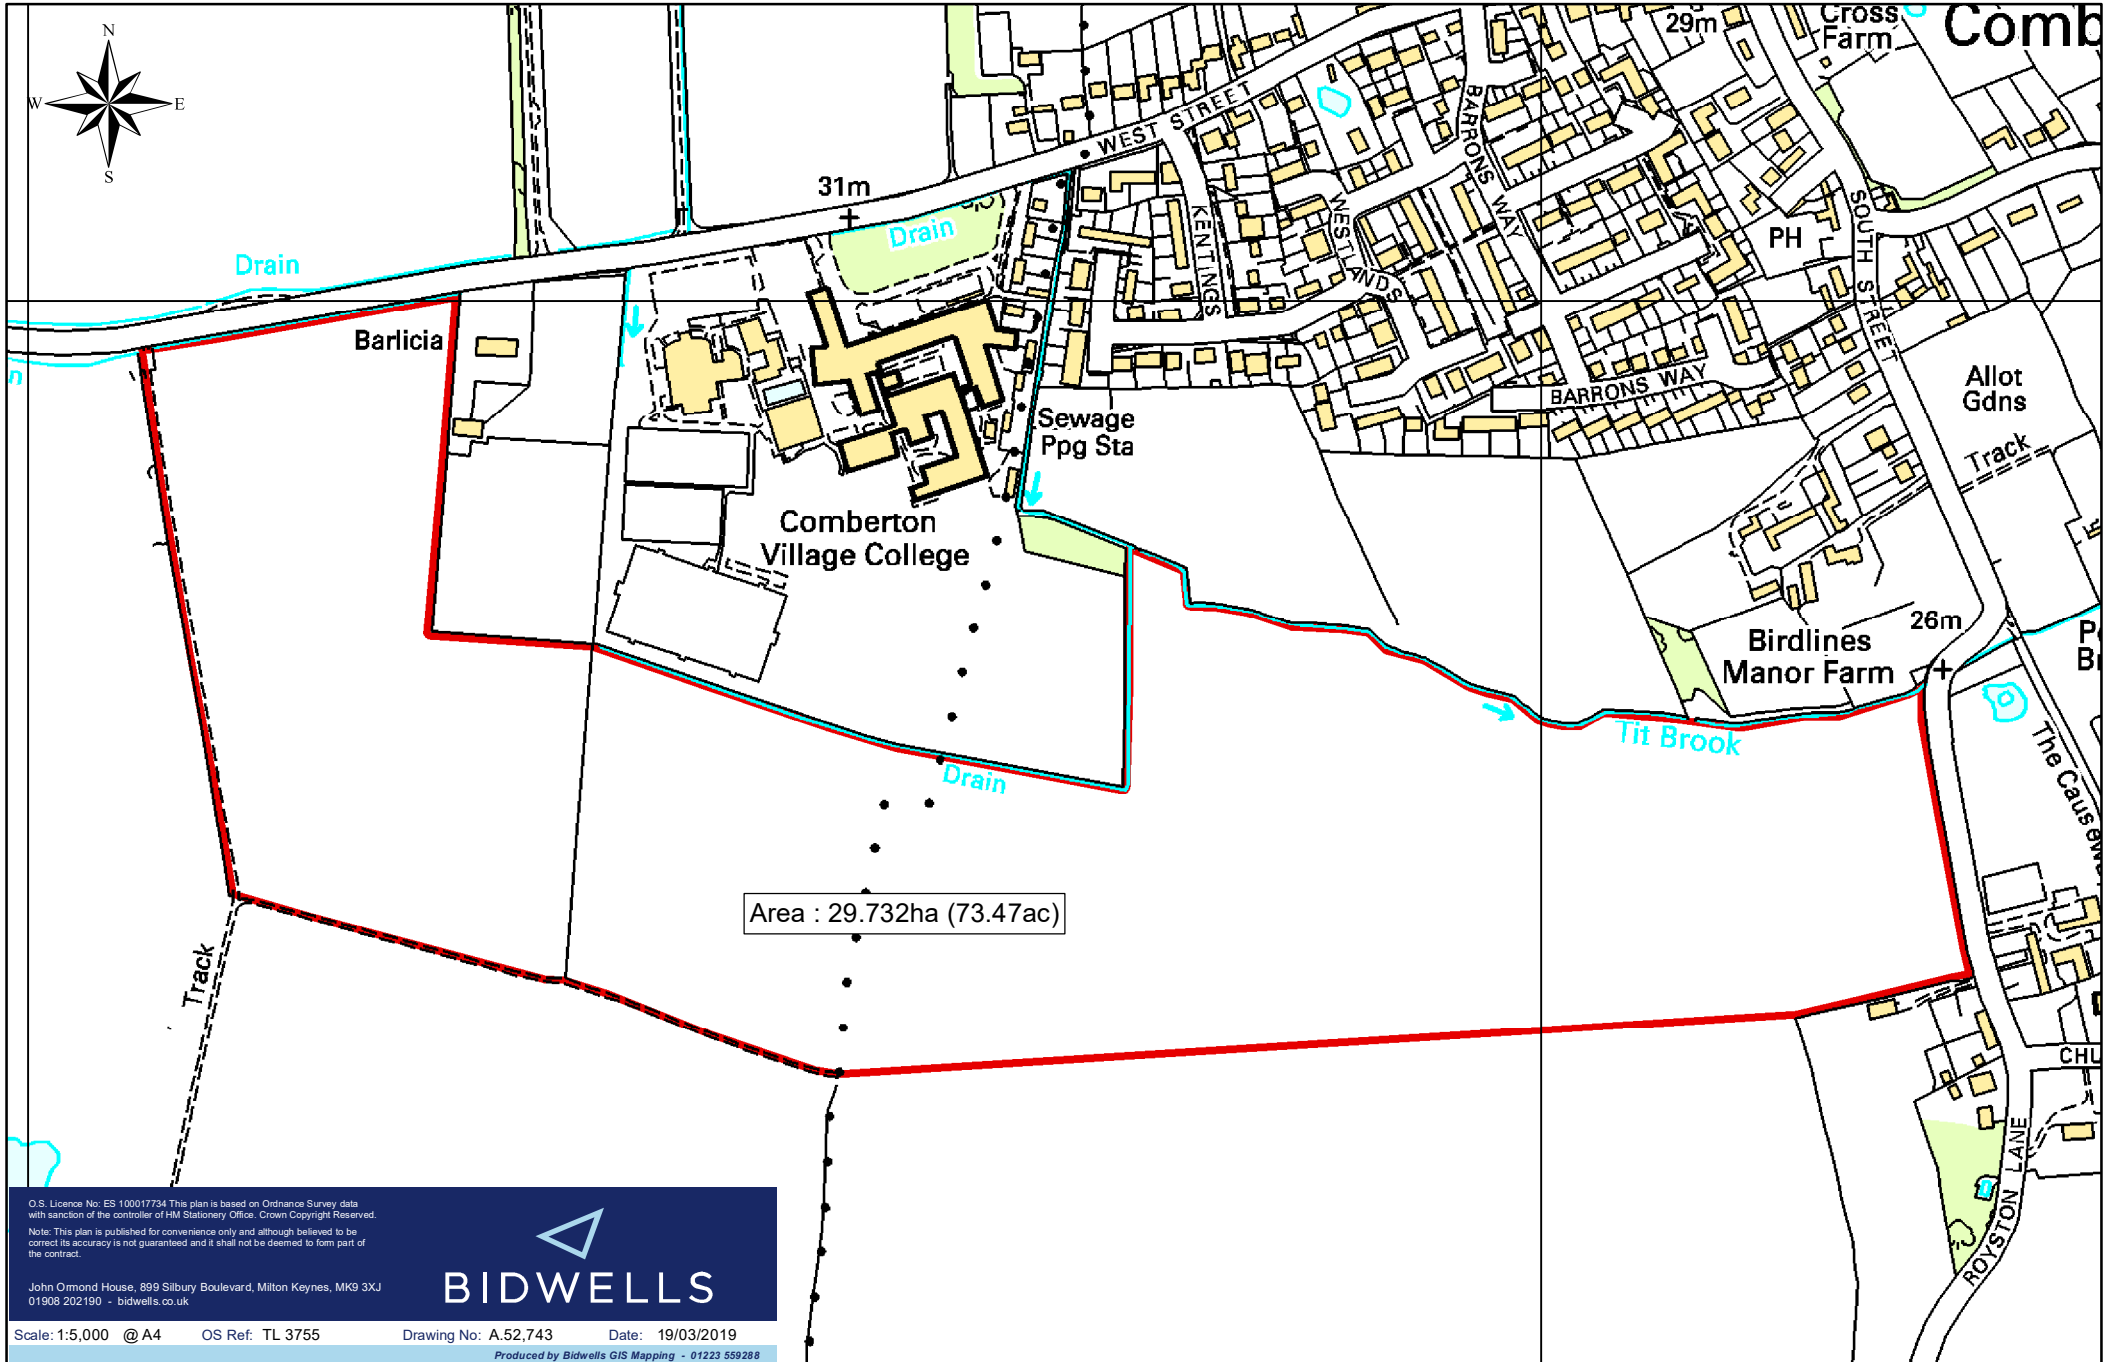 N
W
E
S
29m
Cross
Farm
Comb
WEST STREET
BARRONS WAY
31m
Drain
Drain
KENTINGS
WESTLANDS
PH
SOUTH STREET
n
Barlicia
BARRONS WAY
Allot
Gdns
Track
Sewage
Ppg Sta
Comberton
Village College
26m
Birdlines
Manor Farm
Tit Brook
Drain
The Causew
Area : 29.732ha (73.47ac)
Track
CHU
ROYSTON LANE
O.S. Licence No: ES 100017734 This plan is based on Ordnance Survey data
with sanction of the controller of HM Stationery Office. Crown Copyright Reserved.
Note: This plan is published for convenience only and although believed to be
correct its accuracy is not guaranteed and it shall not be deemed to form part of
the contract.
John Ormond House, 899 Silbury Boulevard, Milton Keynes, MK9 3XJ
01908 202190 - bidwells.co.uk
BIDWELLS
Scale: 1:5,000 @ A4 OS Ref: TL 3755 Drawing No: A.52,743 Date: 19/03/2019
Produced by Bidwells GIS Mapping - 01223 559288